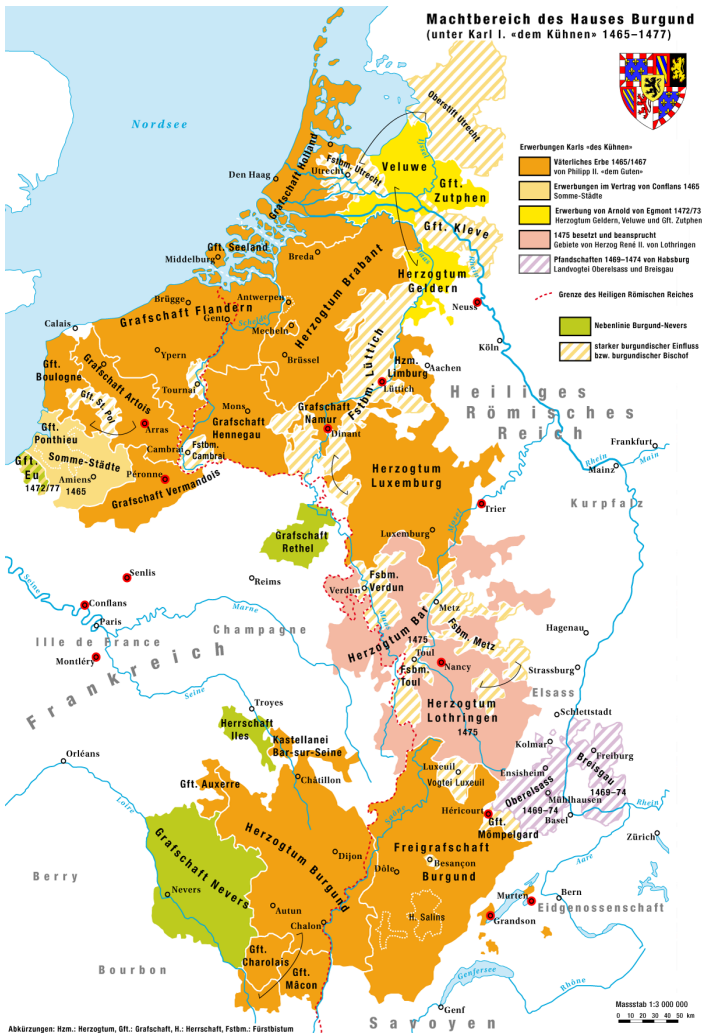 Machtbereich des Hauses Burgund
(unter Karl I. «dem Kühnen» 1465–1477)
Erwerbungen Karls «des Kühnen»
Väterliches Erbe 1465/1467
von Philipp II. «dem Guten»
Erwerbungen im Vertrag von Conflans 1465
Somme-Städte
Erwerbung von Arnold von Egmont 1472/73
Herzogtum Geldern, Veluwe und Gft. Zutphen
1475 besetzt und beansprucht
Gebiete von Herzog René II. von Lothringen
Pfandschaften 1469–1474 von Habsburg
Landvogtei Oberelsass und Breisgau
Grenze des Heiligen Römischen Reiches
Nebenlinie Burgund-Nevers
starker burgundischer Einfluss
bzw. burgundischer Bischof
Nordsee
Oberstift Utrecht
Grafschaft Holland
Fstbm. Utrecht
Utrecht
Den Haag
Veluwe
IJssel
Gft.
Zutphen
Gft. Kleve
Gft. Seeland
Middelburg
Breda
Herzogtum Brabant
Maas
Rhein
Herzogtum
Geldern
Neuss
Brügge
Antwerpen
Grafschaft Flandern
Gent
Schelde
Mecheln
Calais
Köln
Ypern
Brüssel
Gft.
Boulogne
Grafschaft Artois
Tournai
Fstbm. Lüttich
Hzm.
Limburg
Aachen
Lüttich
Gft. St. Pol
Mons
Grafschaft
Hennegau
Grafschaft
Namur
Dinant
Heiliges
Römisches
Reich
Gft.
Ponthieu
Arras
Cambrai
Fstbm.
Cambrai
Gft.
Eu
1472/77
Somme-Städte
Amiens
1465
Péronne
Grafschaft Vermandois
Frankfurt
Rhein
Main
Mainz
Herzogtum
Luxemburg
Mosel
Trier
Kurpfalz
Luxemburg
Grafschaft
Rethel
Senlis
Reims
Seine
Conflans
Paris
Marne
Ille de France
Champagne
Montléry
Frankreich
Verdun
Fsbm.
Verdun
Maas
Metz
Fsbm. Metz
Herzogtum Bar
1475
Toul
Fsbm.
Toul
Nancy
Hagenau
Strassburg
Elsass
Herzogtum
Lothringen
1475
Seine
Troyes
Schlettstadt
Herrschaft
Iles
Kastellanei
Bar-sur-Seine
Kolmar
Freiburg
Breisgau
1469–74
Orléans
Châtillon
Luxeuil
Vogtei Luxeuil
Ensisheim
Oberelsass
1469–74
Mühlhausen
Gft. Auxerre
Loire
Saône
Héricourt
Gft.
Mömpelgard
Basel
Rhein
Grafschaft Nevers
Herzogtum Burgund
Freigrafschaft
Burgund
Zürich
Aare
Berry
Dijon
Dôle
Besançon
Nevers
Autun
Chalon
H. Salins
Murten
Bern
Eidgenossenschaft
Grandson
Gft.
Charolais
Gft.
Mâcon
Bourbon
Genfersee
Rhône
Genf
Savoyen
Massstab 1:3 000 000
0 10 20 30 40 50 km
Abkürzungen: Hzm.: Herzogtum, Gft.: Grafschaft, H.: Herrschaft, Fstbm.: Fürstbistum